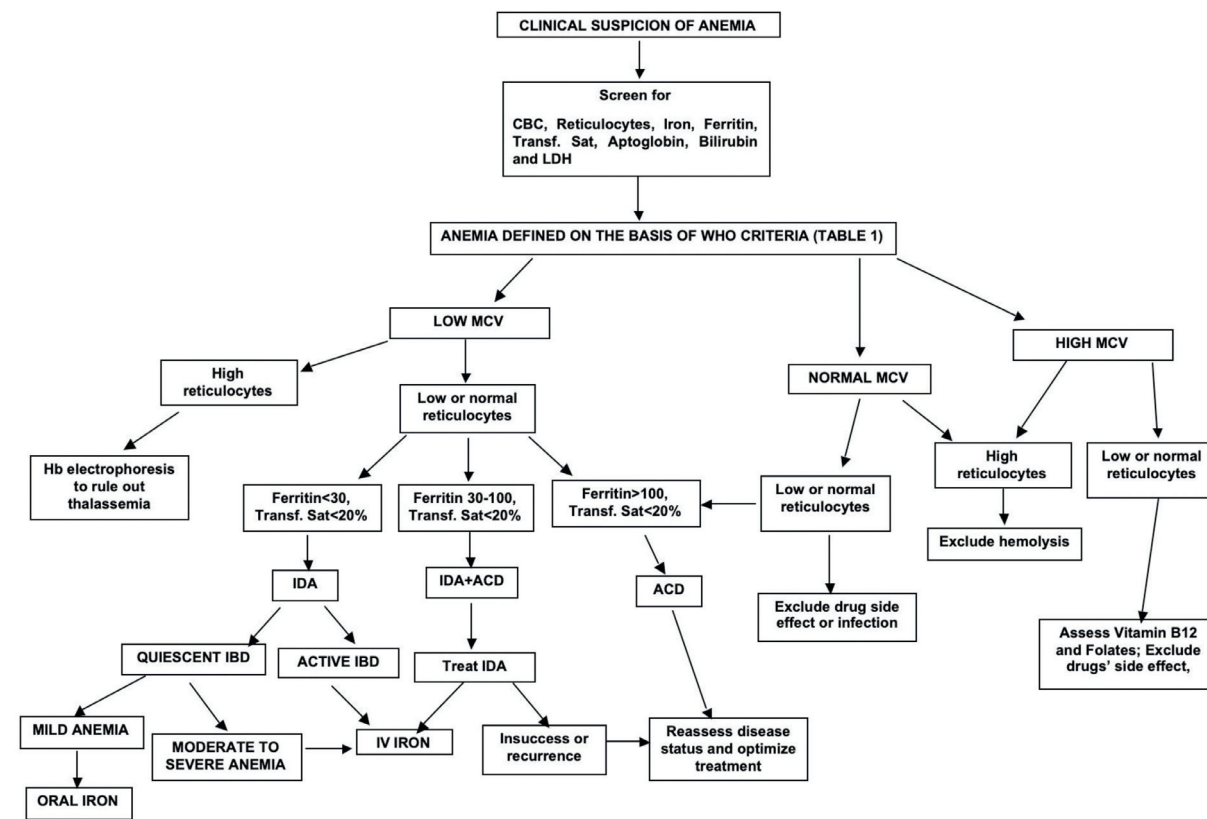 CLINICAL SUSPICION OF ANEMIA
Screen for
CBC, Reticulocytes, Iron, Ferritin,
Transf. Sat, Aptoglobin, Bilirubin
and LDH
ANEMIA DEFINED ON THE BASIS OF WHO CRITERIA (TABLE 1)
LOW MCV
HIGH MCV
NORMAL MCV
High
reticulocytes
Low or normal
reticulocytes
High
reticulocytes
Low or normal
reticulocytes
Hb electrophoresis
to rule out
thalassemia
Ferritin<30,
Transf. Sat<20%
Ferritin 30-100,
Transf. Sat<20%
Ferritin>100,
Transf. Sat<20%
Low or normal
reticulocytes
Exclude hemolysis
IDA
IDA+ACD
ACD
Exclude drug side
effect or infection
Assess Vitamin B12
and Folates; Exclude
drugs’ side effect,
QUIESCENT IBD
ACTIVE IBD
Treat IDA
MILD ANEMIA
MODERATE TO
SEVERE ANEMIA
IV IRON
Insuccess or
recurrence
Reassess disease
status and optimize
treatment
ORAL IRON